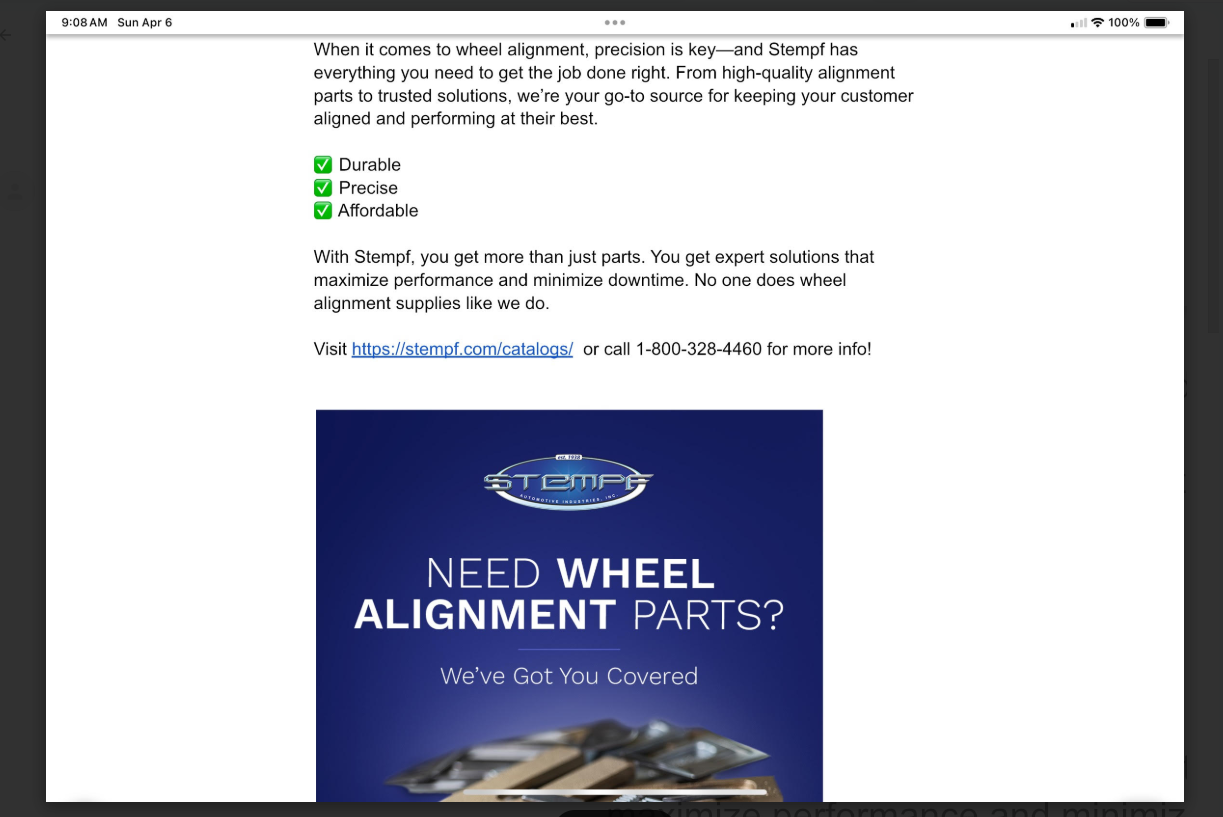 9:08 AM Sun Apr 6
100%
When it comes to wheel alignment, precision is key—and Stempf has
everything you need to get the job done right. From high-quality alignment
parts to trusted solutions, we’re your go-to source for keeping your customer
aligned and performing at their best.
✅ Durable
✅ Precise
✅ Affordable
With Stempf, you get more than just parts. You get expert solutions that
maximize performance and minimize downtime. No one does wheel
alignment supplies like we do.
Visit https://stempf.com/catalogs/ or call 1-800-328-4460 for more info!
est. 1938
STEMPF
AUTOMOTIVE INDUSTRIES, INC.
NEED WHEEL
ALIGNMENT PARTS?
We’ve Got You Covered
maximize performance and minimiz